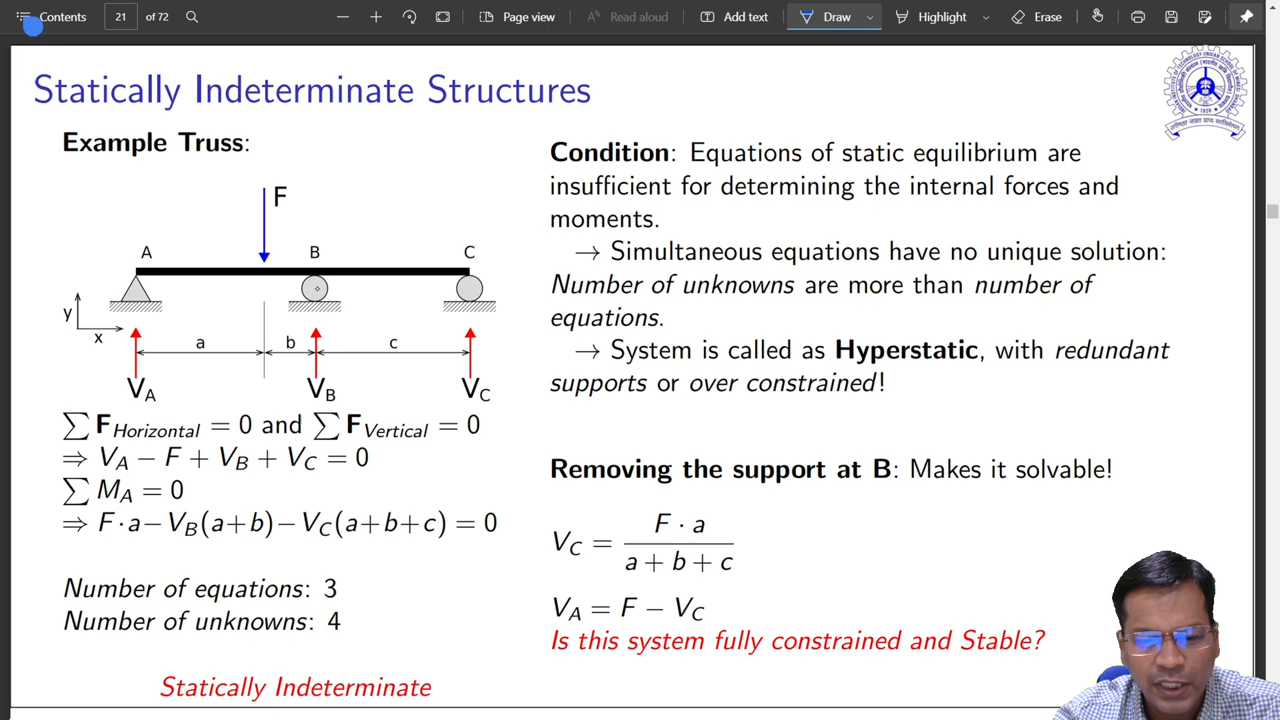 Contents
21
of 72
Page view
Read aloud
Add text
Draw
Highlight
Erase
Statically Indeterminate Structures
Example Truss:
F
A
B
C
y
x
a
b
c
V_A
V_B
V_C
∑ F_Horizontal = 0 and ∑ F_Vertical = 0
⇒ V_A − F + V_B + V_C = 0
∑ M_A = 0
⇒ F · a − V_B(a + b) − V_C(a + b + c) = 0
Number of equations: 3
Number of unknowns: 4
Statically Indeterminate
Condition: Equations of static equilibrium are
insufficient for determining the internal forces and
moments.
→ Simultaneous equations have no unique solution:
Number of unknowns are more than number of
equations.
→ System is called as Hyperstatic, with redundant
supports or over constrained!
Removing the support at B: Makes it solvable!
V_C = F · a / a + b + c
V_A = F − V_C
Is this system fully constrained and Stable?